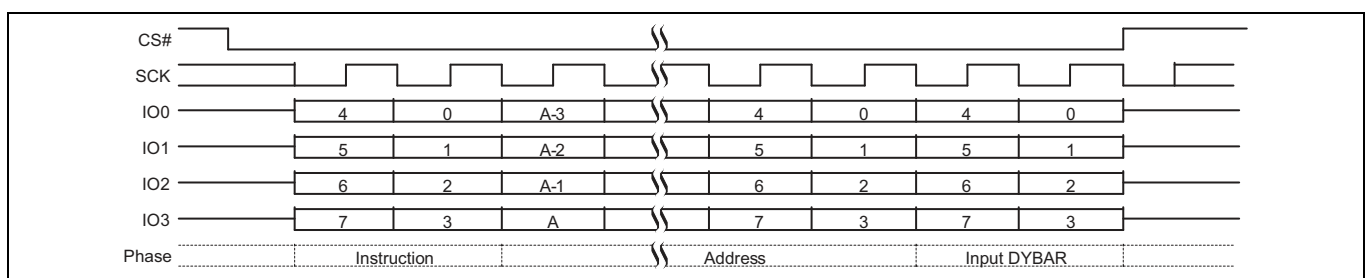 CS#
SCK
IO0 4 0 A-3 4 0 4 0
IO1 5 1 A-2 5 1 5 1
IO2 6 2 A-1 6 2 6 2
IO3 7 3 A 7 3 7 3
Phase Instruction Address Input DYBAR